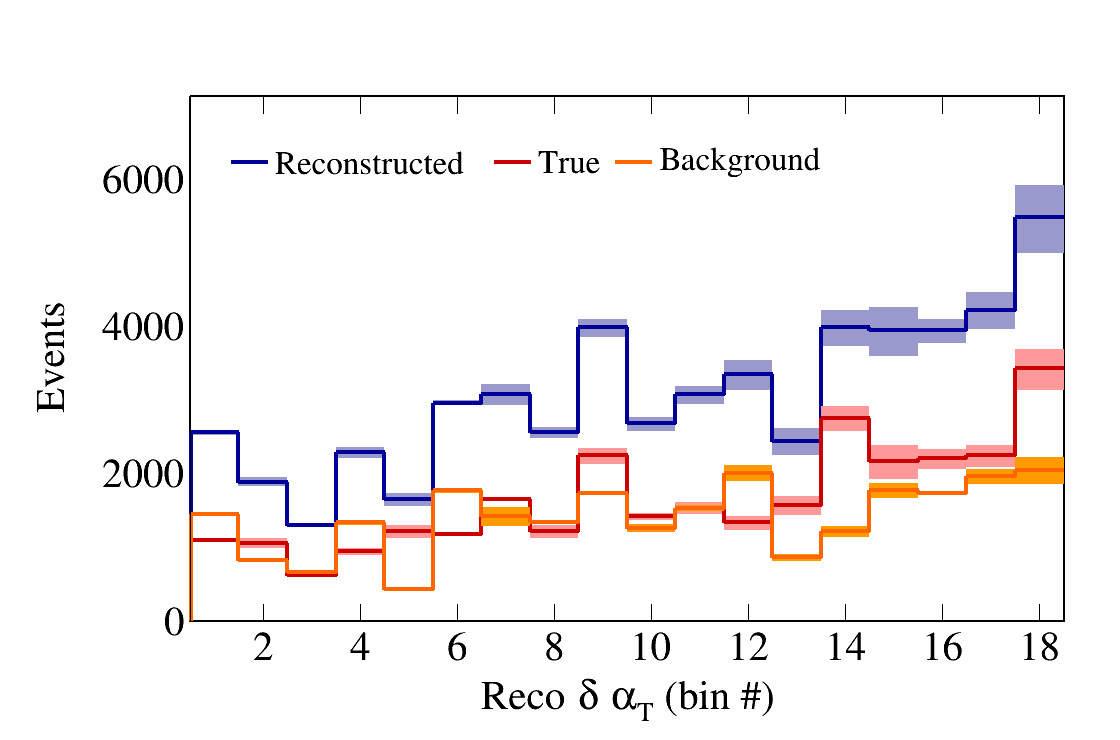 Reconstructed True Background
6000
4000
2000
0
Events
2 4 6 8 10 12 14 16 18
Reco δ α_T (bin #)